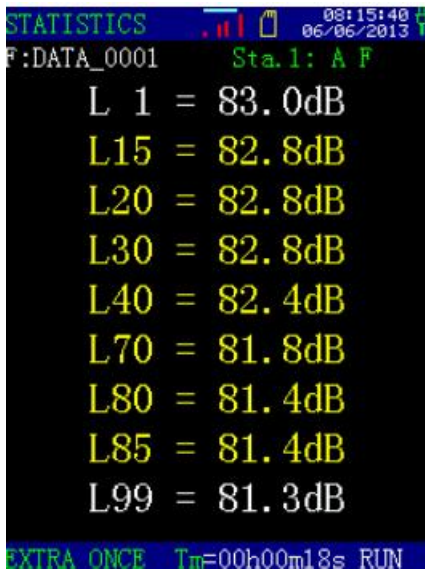 STATISTICS 08:15:40
06/06/2013
F:DATA_0001 Sta.1: A F
L 1 = 83.0dB
L15 = 82.8dB
L20 = 82.8dB
L30 = 82.8dB
L40 = 82.4dB
L70 = 81.8dB
L80 = 81.4dB
L85 = 81.4dB
L99 = 81.3dB
EXTRA ONCE Tm=00h00m18s RUN